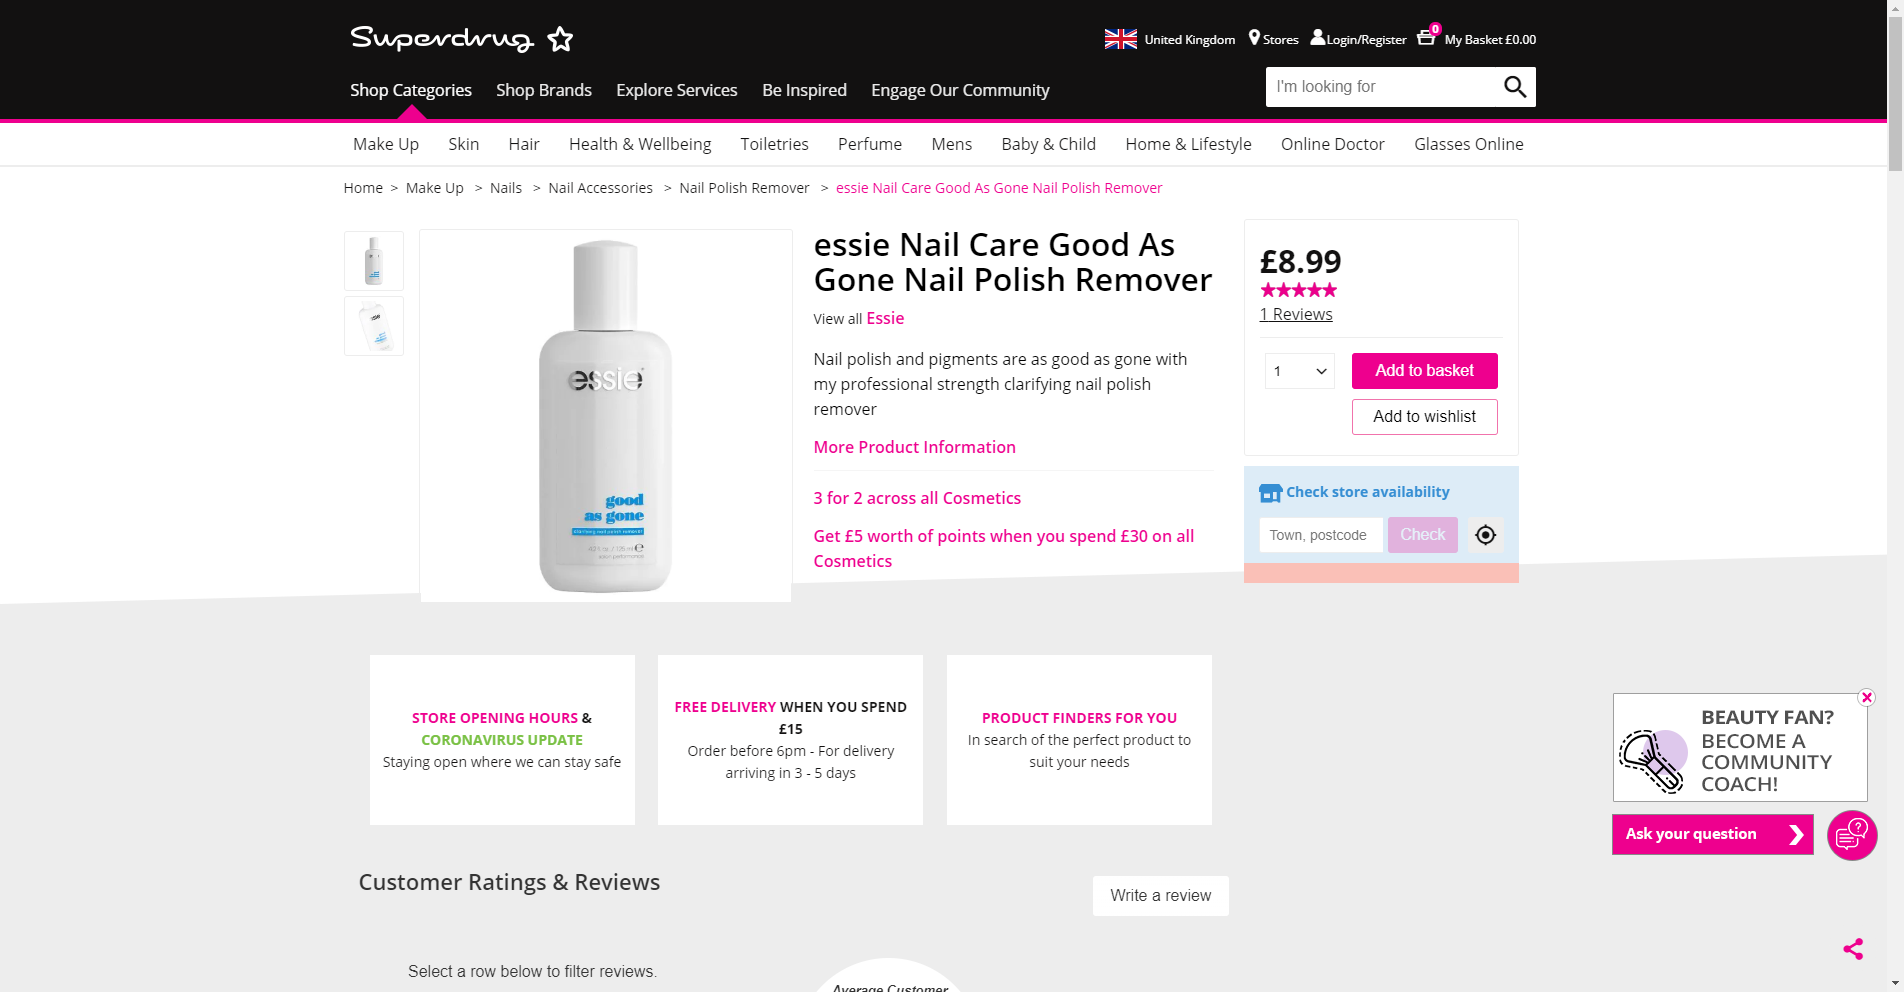 Superdrug
United Kingdom
Stores
Login/Register
0
My Basket £0.00
Shop Categories
Shop Brands
Explore Services
Be Inspired
Engage Our Community
I'm looking for
Make Up
Skin
Hair
Health & Wellbeing
Toiletries
Perfume
Mens
Baby & Child
Home & Lifestyle
Online Doctor
Glasses Online
Home > Make Up > Nails > Nail Accessories > Nail Polish Remover > essie Nail Care Good As Gone Nail Polish Remover
essie
good
as gone
clarifying nail polish remover
essie Nail Care Good As
Gone Nail Polish Remover
View all Essie
Nail polish and pigments are as good as gone with
my professional strength clarifying nail polish
remover
More Product Information
3 for 2 across all Cosmetics
Get £5 worth of points when you spend £30 on all
Cosmetics
£8.99
1 Reviews
1
Add to basket
Add to wishlist
Check store availability
Town, postcode
Check
STORE OPENING HOURS &
CORONAVIRUS UPDATE
Staying open where we can stay safe
FREE DELIVERY WHEN YOU SPEND
£15
Order before 6pm - For delivery
arriving in 3 - 5 days
PRODUCT FINDERS FOR YOU
In search of the perfect product to
suit your needs
BEAUTY FAN?
BECOME A
COMMUNITY
COACH!
Ask your question
Customer Ratings & Reviews
Write a review
Select a row below to filter reviews.
Average Customer